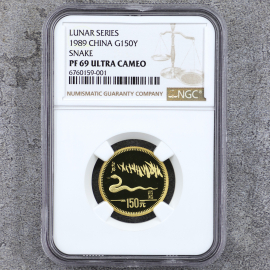 LUNAR SERIES
1989 CHINA G150Y
SNAKE
PF 69 ULTRA CAMEO
6760159-001
NUMISMATIC GUARANTY COMPANY
NGC
150元